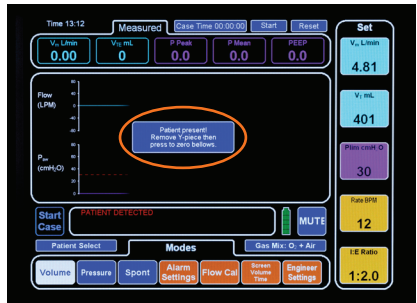 Time 13:12
Measured
Case Time 00:00:00
Start
Reset
Set
V̇ₘ L/min
0.00
Vᴛᴇ mL
0
P Peak
0.0
P Mean
0.0
PEEP
0.0
V̇ₘ L/min
4.81
Flow
(LPM)
Patient present!
Remove Y-piece then
press to zero bellows.
Vᴛ mL
401
(cmH₂O)
Plim cmH₂O
30
Start
Case
PATIENT DETECTED
MUTE
Rate BPM
12
Patient Select
Modes
Gas Mix: O₂ + Air
I:E Ratio
1:2.0
Volume
Pressure
Spont
Alarm
Settings
Flow Cal
Screen
Volume
Time
Engineer
Settings